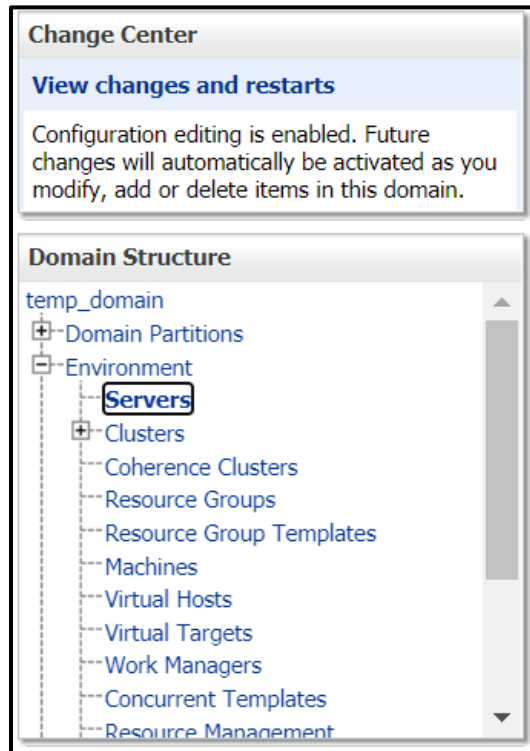 Change Center
View changes and restarts
Configuration editing is enabled. Future
changes will automatically be activated as you
modify, add or delete items in this domain.
Domain Structure
temp_domain
Domain Partitions
Environment
Servers
Clusters
Coherence Clusters
Resource Groups
Resource Group Templates
Machines
Virtual Hosts
Virtual Targets
Work Managers
Concurrent Templates
Resource Management